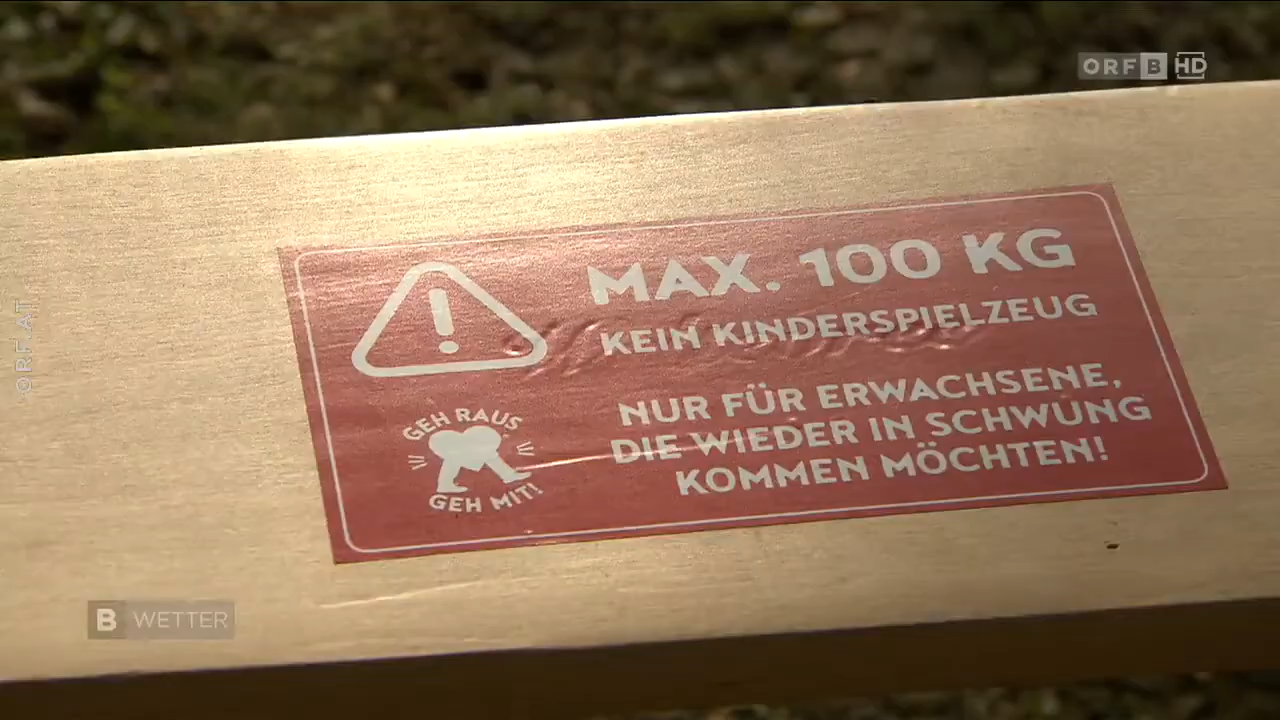 ORF B HD
ORF.AT
MAX. 100 KG
KEIN KINDERSPIELZEUG
NUR FÜR ERWACHSENE,
DIE WIEDER IN SCHWUNG
KOMMEN MÖCHTEN!
GEH RAUS
GEH MIT!
B WETTER